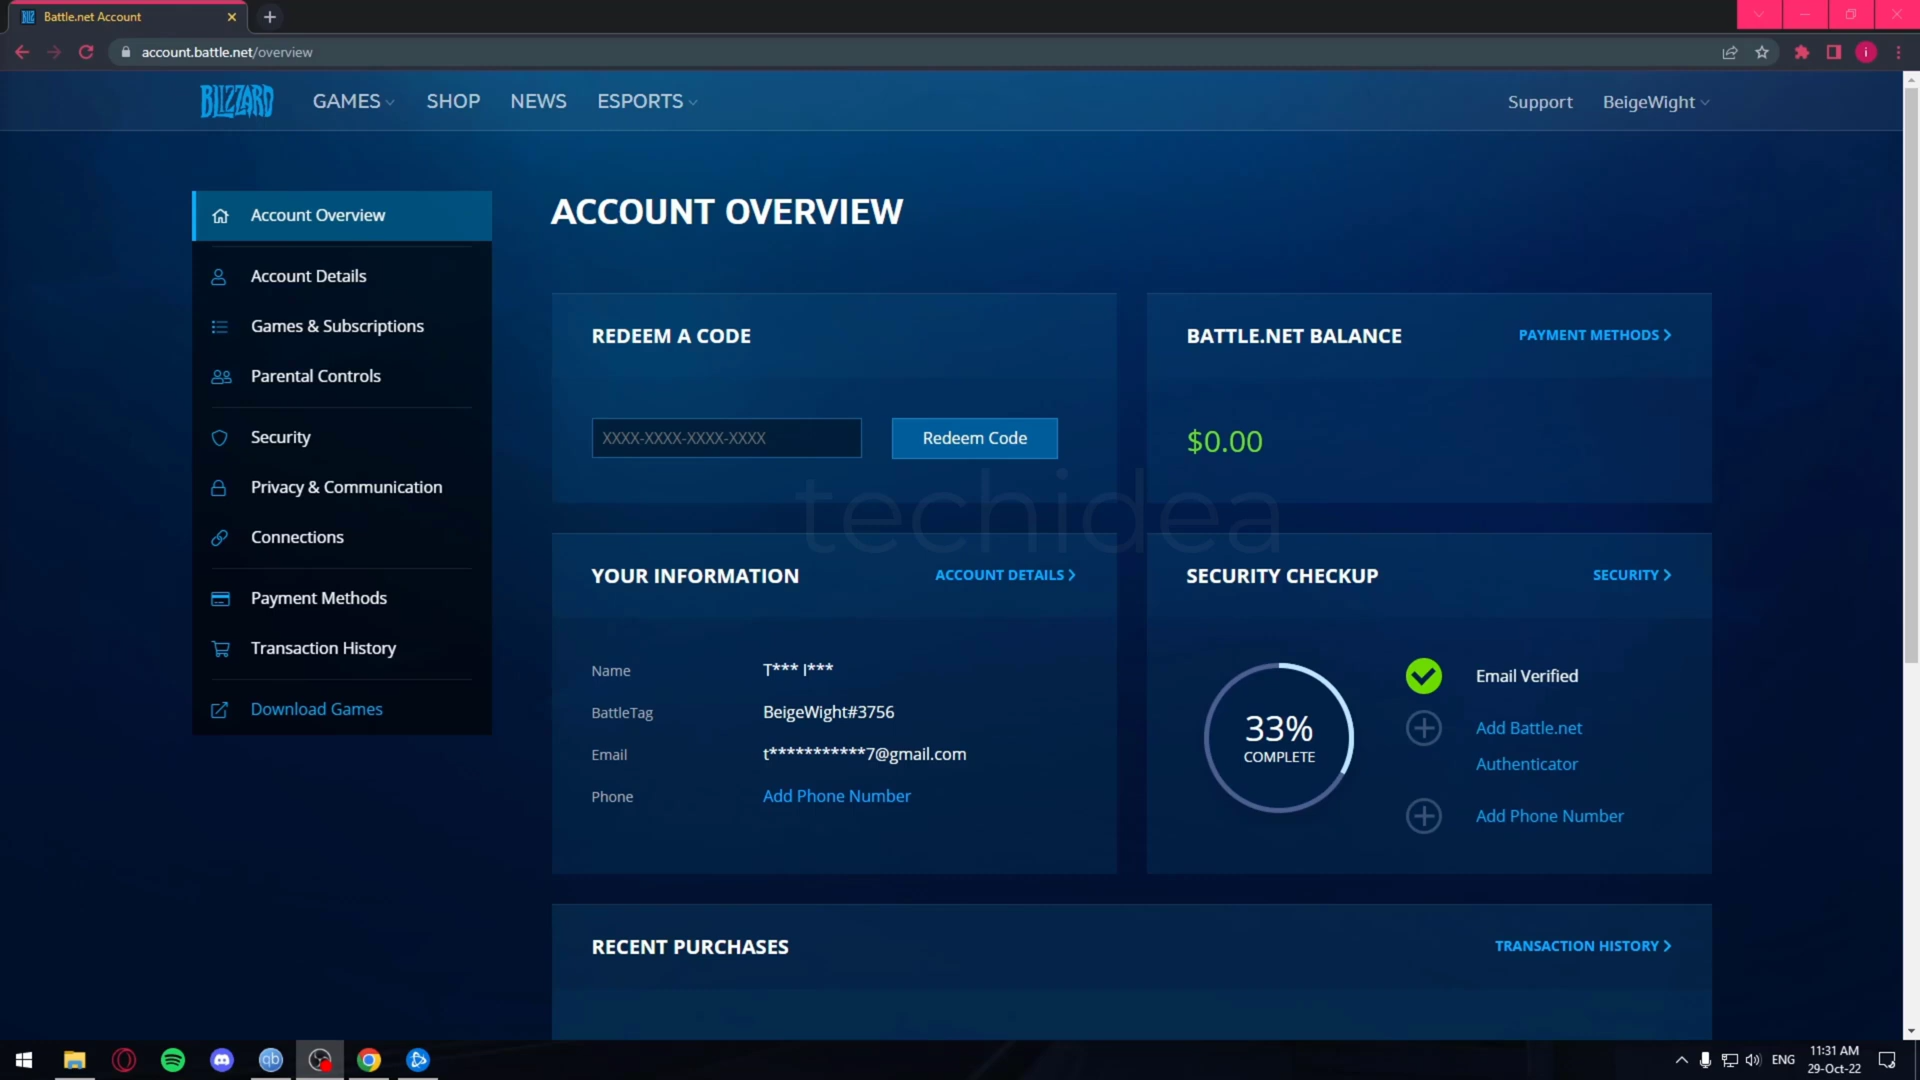 Battle.net Account
account.battle.net/overview
i
BLIZZARD
GAMES
SHOP
NEWS
ESPORTS
Support
BeigeWight
Account Overview
Account Details
Games & Subscriptions
Parental Controls
Security
Privacy & Communication
Connections
Payment Methods
Transaction History
Download Games
ACCOUNT OVERVIEW
REDEEM A CODE
XXXX-XXXX-XXXX-XXXX
Redeem Code
BATTLE.NET BALANCE
PAYMENT METHODS
$0.00
techidea
YOUR INFORMATION
ACCOUNT DETAILS
Name
T*** I***
BattleTag
BeigeWight#3756
Email
t***********7@gmail.com
Phone
Add Phone Number
SECURITY CHECKUP
SECURITY
33%
COMPLETE
Email Verified
Add Battle.net
Authenticator
Add Phone Number
RECENT PURCHASES
TRANSACTION HISTORY
qb
ENG
11:31 AM
29-Oct-22